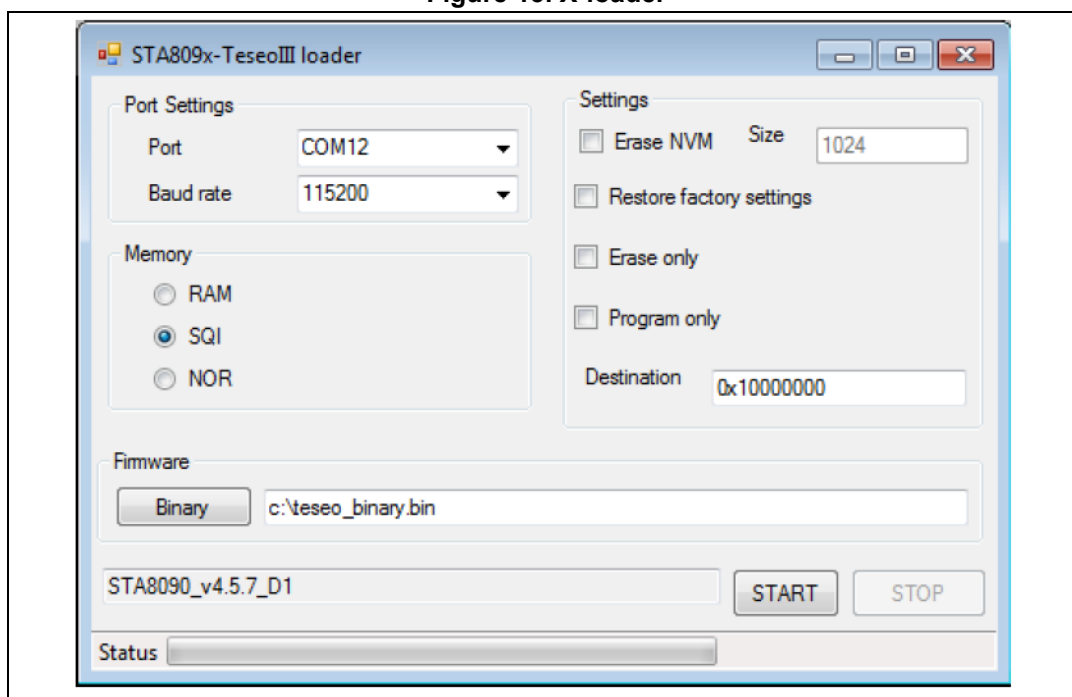 STA809x-TeseoIII loader
Port Settings
Port COM12
Baud rate 115200
Memory
RAM
SQI
NOR
Settings
Erase NVM Size 1024
Restore factory settings
Erase only
Program only
Destination 0x10000000
Firmware
Binary c:\teseo_binary.bin
STA8090_v4.5.7_D1 START STOP
Status